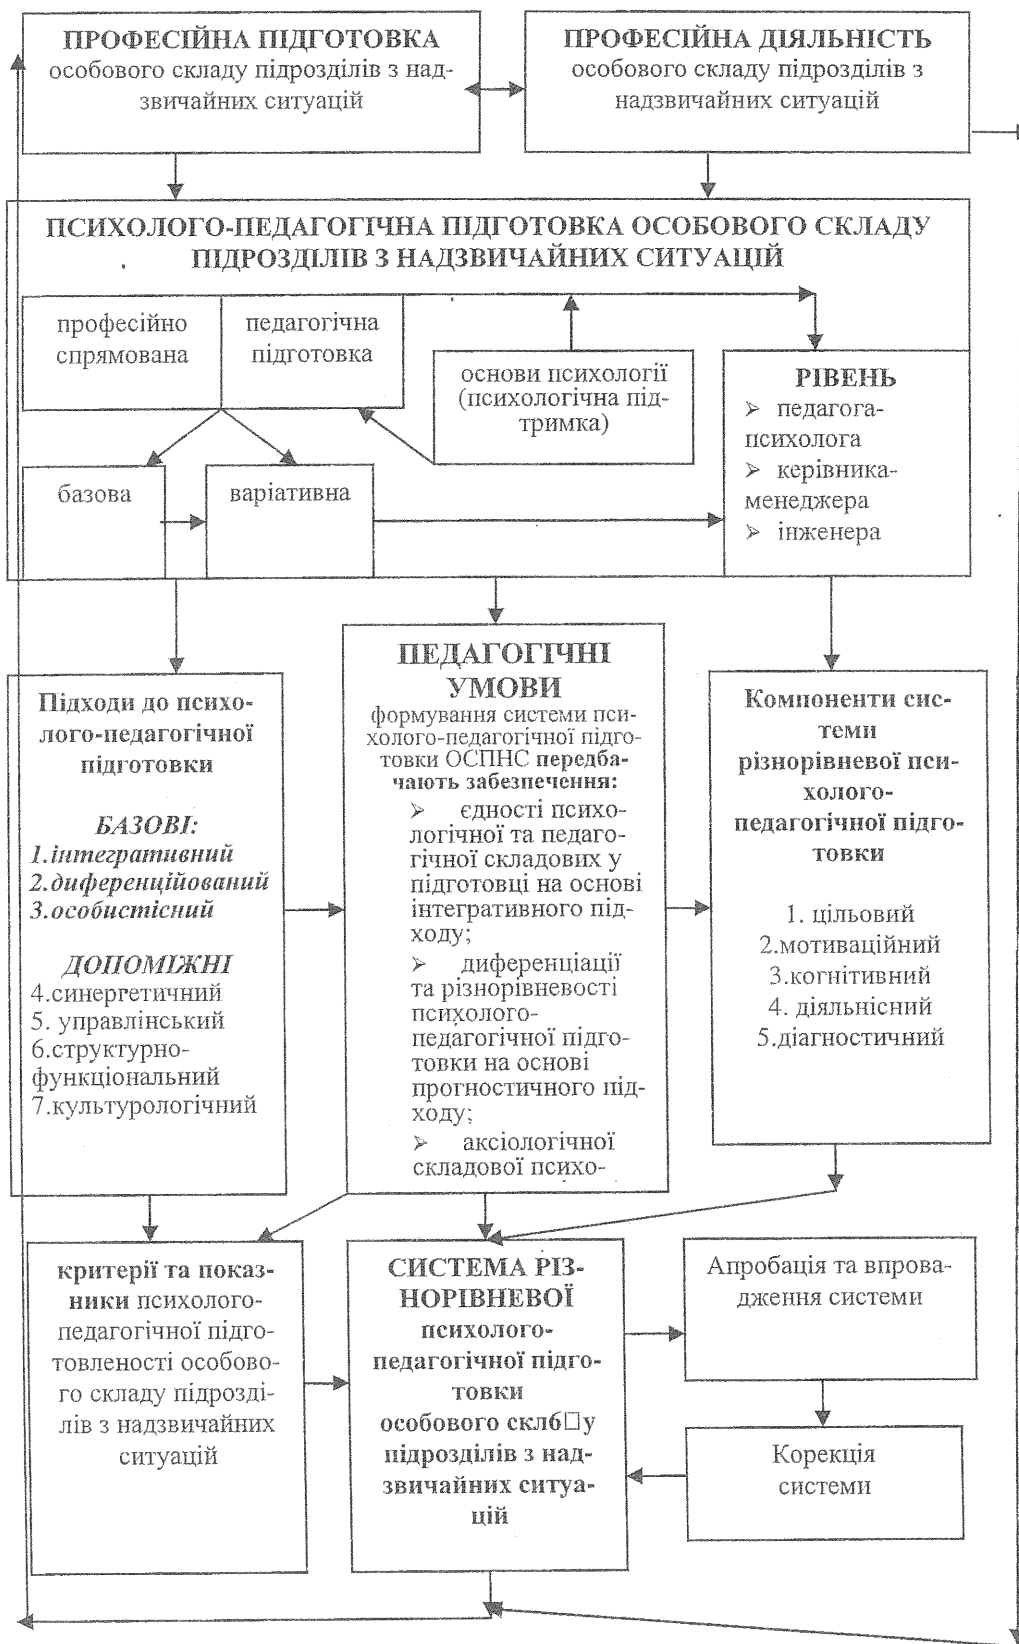 ПРОФЕСІЙНА ПІДГОТОВКА
особового складу підрозділів з над-
звичайних ситуацій
ПРОФЕСІЙНА ДІЯЛЬНІСТЬ
особового складу підрозділів з
надзвичайних ситуацій
ПСИХОЛОГО-ПЕДАГОГІЧНА ПІДГОТОВКА ОСОБОВОГО СКЛАДУ
ПІДРОЗДІЛІВ З НАДЗВИЧАЙНИХ СИТУАЦІЙ
професійно
спрямована
педагогічна
підготовка
основи психології
(психологічна під-
тримка)
РІВЕНЬ
➢ педагога-
психолога
➢ керівника-
менеджера
➢ інженера
базова
варіативна
Підходи до психо-
лого-педагогічної
підготовки
БАЗОВІ:
1.інтегративний
2.диференційований
3.особистісний
ДОПОМІЖНІ
4.синергетичний
5. управлінський
6.структурно-
функціональний
7.культурологічний
ПЕДАГОГІЧНІ
УМОВИ
формування системи пси-
холого-педагогічної підго-
товки ОСПНС передба-
чають забезпечення:
➢ єдності психо-
логічної та педаго-
гічної складових у
підготовці на основі
інтегративного під-
ходу;
➢ диференціації
та різнорівневості
психолого-
педагогічної підго-
товки на основі
прогностичного під-
ходу;
➢ аксіологічної
складової психо-
Компоненти сис-
теми
різнорівневої пси-
холого-
педагогічної підго-
товки
1. цільовий
2.мотиваційний
3.когнітивний
4. діяльнісний
5.діагностичний
критерії та показ-
ники психолого-
педагогічної підго-
товленості особово-
го складу підрозді-
лів з надзвичайних
ситуацій
СИСТЕМА РІЗ-
НОРІВНЕВОЇ
психолого-
педагогічної підго-
товки
особового склб□у
підрозділів з над-
звичайних ситуа-
цій
Апробація та впрова-
дження системи
Корекція
системи